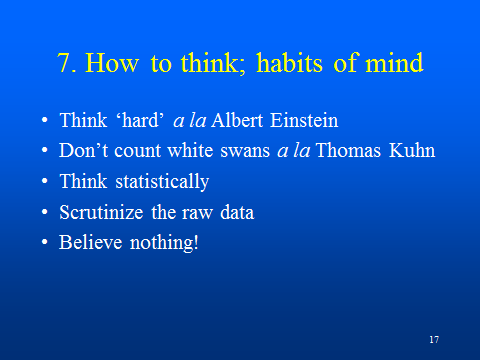 7. How to think; habits of mind
• Think ‘hard’ a la Albert Einstein
• Don’t count white swans a la Thomas Kuhn
• Think statistically
• Scrutinize the raw data
• Believe nothing!
17